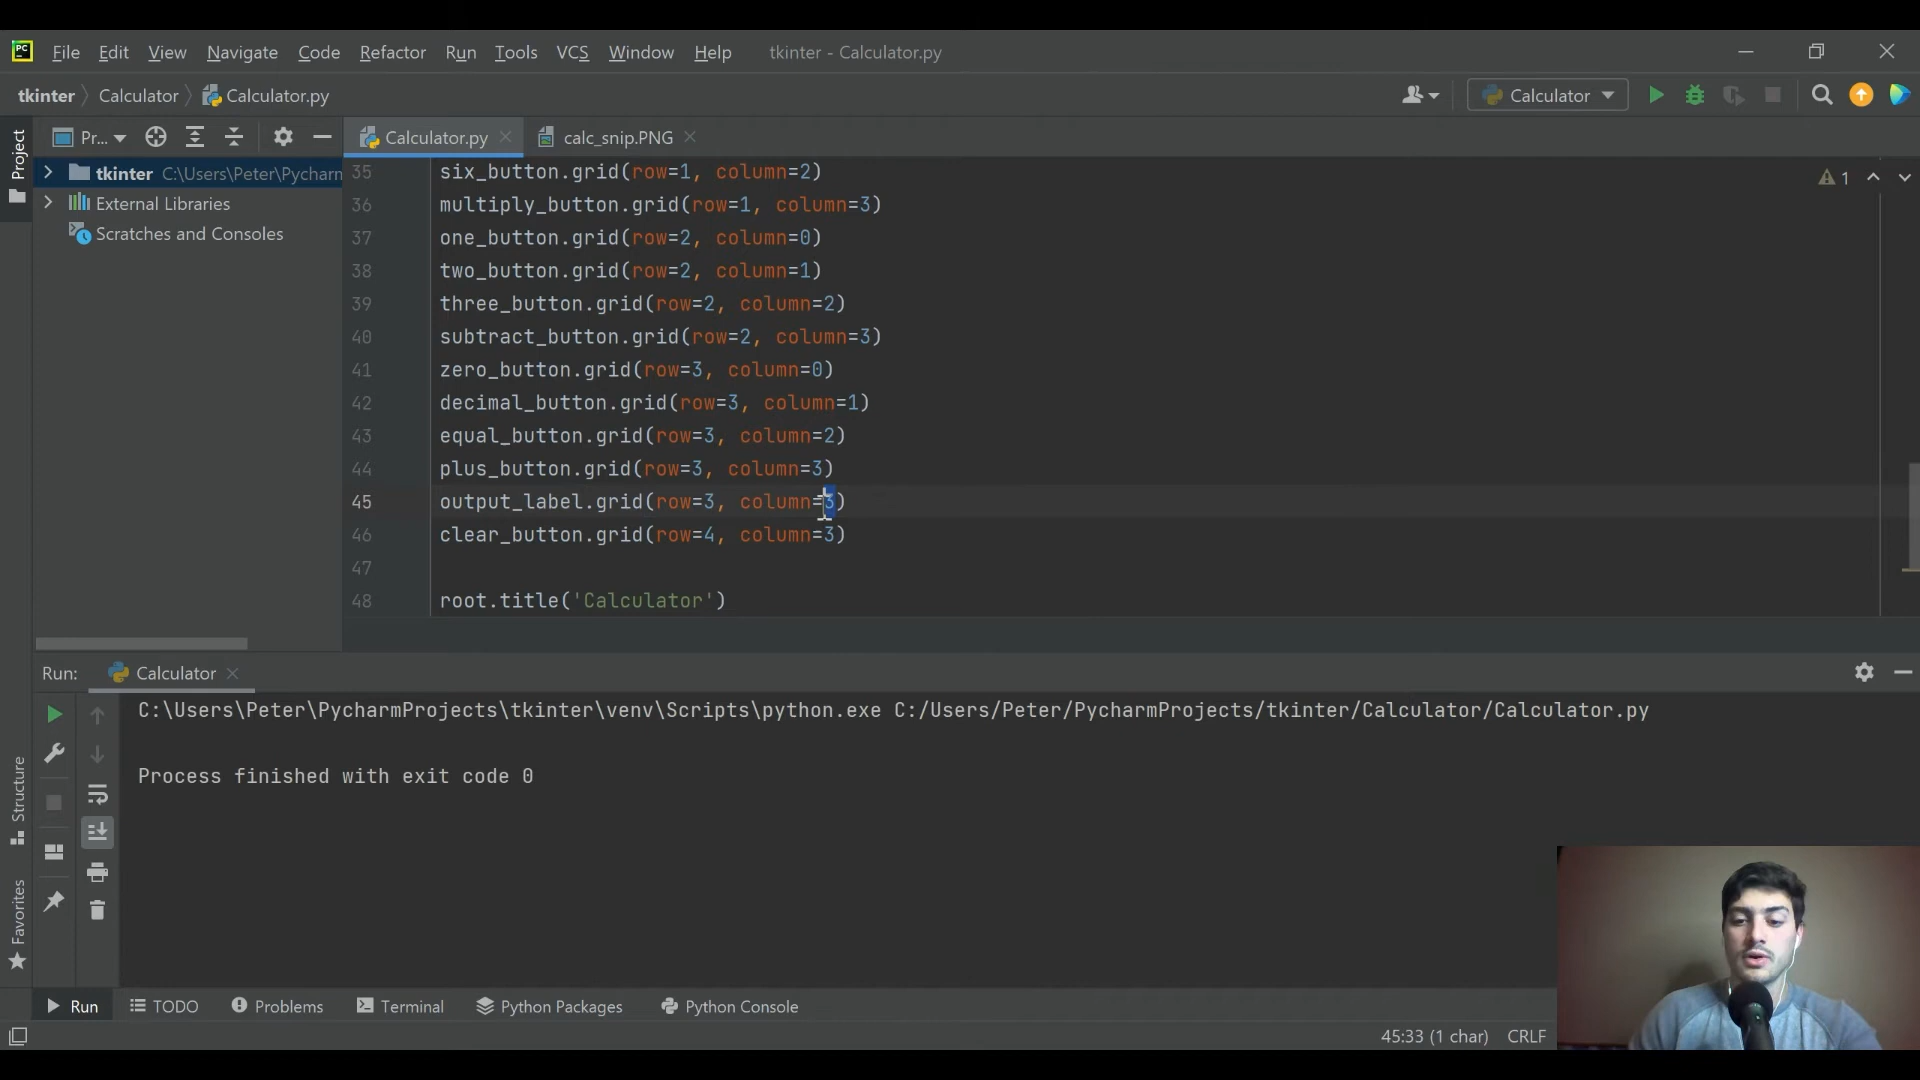 PC File Edit View Navigate Code Refactor Run Tools VCS Window Help tkinter - Calculator.py
tkinter Calculator Calculator.py Calculator
Project
Pr...
Calculator.py
calc_snip.PNG
tkinter C:\Users\Peter\Pycharm
External Libraries
Scratches and Consoles
1
35 six_button.grid(row=1, column=2)
36 multiply_button.grid(row=1, column=3)
37 one_button.grid(row=2, column=0)
38 two_button.grid(row=2, column=1)
39 three_button.grid(row=2, column=2)
40 subtract_button.grid(row=2, column=3)
41 zero_button.grid(row=3, column=0)
42 decimal_button.grid(row=3, column=1)
43 equal_button.grid(row=3, column=2)
44 plus_button.grid(row=3, column=3)
45 output_label.grid(row=3, column=3)
46 clear_button.grid(row=4, column=3)
47
48 root.title('Calculator')
Run: Calculator
C:\Users\Peter\PycharmProjects\tkinter\venv\Scripts\python.exe C:/Users/Peter/PycharmProjects/tkinter/Calculator/Calculator.py
Process finished with exit code 0
Structure
Favorites
Run TODO Problems Terminal Python Packages Python Console
45:33 (1 char) CRLF